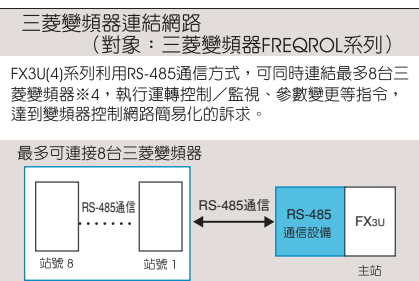 三菱變頻器連結網路
（對象：三菱變頻器FREQROL系列）
FX3U(4)系列利用RS-485通信方式，可同時連結最多8台三
菱變頻器※4，執行運轉控制／監視、參數變更等指令，
達到變頻器控制網路簡易化的訴求。
最多可連接8台三菱變頻器
RS-485通信
站號 8
站號 1
RS-485通信
RS-485
通信設備
FX3U
主站